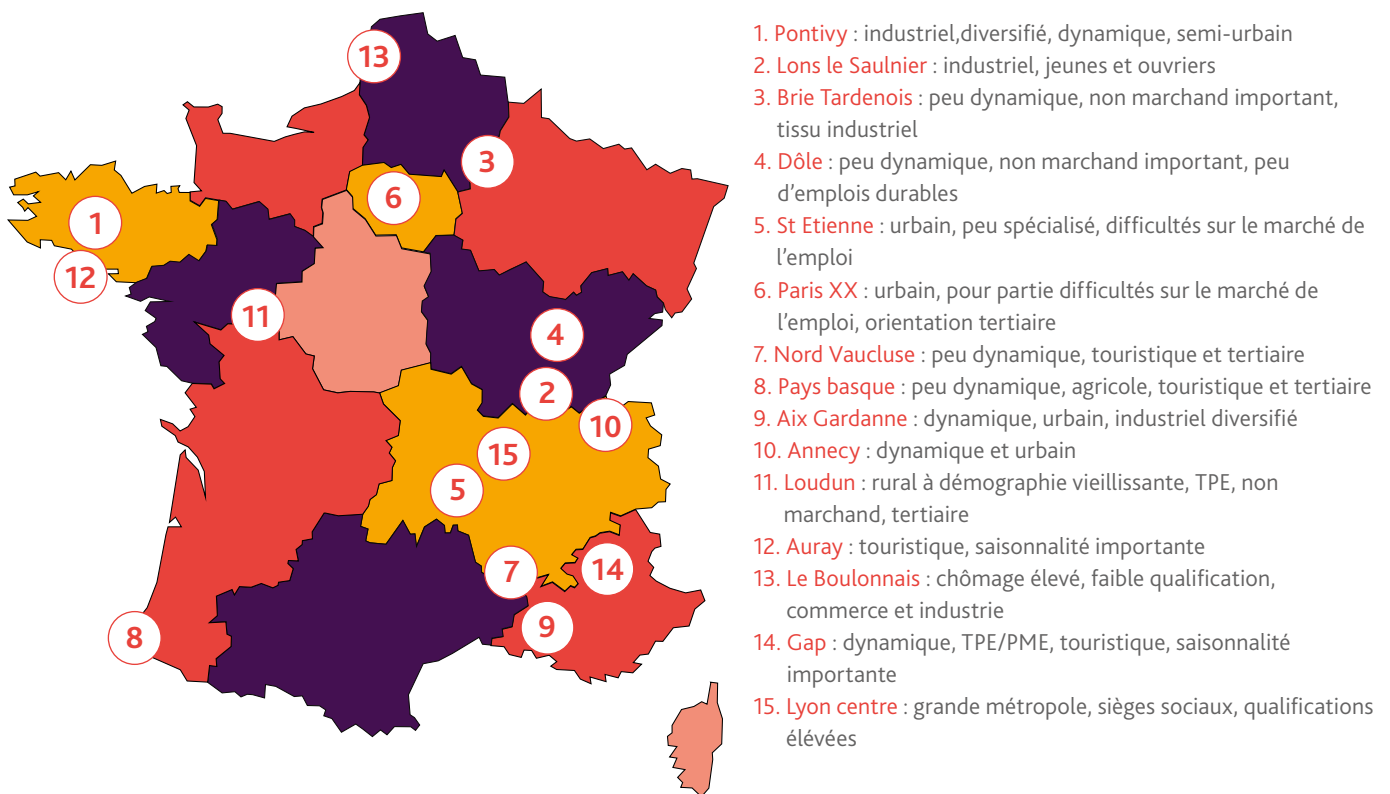 13
3
6
1
12
11
4
2
10
15
5
7
14
9
8
1. Pontivy : industriel,diversifié, dynamique, semi-urbain
2. Lons le Saulnier : industriel, jeunes et ouvriers
3. Brie Tardenois : peu dynamique, non marchand important,
tissu industriel
4. Dôle : peu dynamique, non marchand important, peu
d'emplois durables
5. St Etienne : urbain, peu spécialisé, difficultés sur le marché de
l'emploi
6. Paris XX : urbain, pour partie difficultés sur le marché de
l'emploi, orientation tertiaire
7. Nord Vaucluse : peu dynamique, touristique et tertiaire
8. Pays basque : peu dynamique, agricole, touristique et tertiaire
9. Aix Gardanne : dynamique, urbain, industriel diversifié
10. Annecy : dynamique et urbain
11. Loudun : rural à démographie vieillissante, TPE, non
marchand, tertiaire
12. Auray : touristique, saisonnalité importante
13. Le Boulonnais : chômage élevé, faible qualification,
commerce et industrie
14. Gap : dynamique, TPE/PME, touristique, saisonnalité
importante
15. Lyon centre : grande métropole, sièges sociaux, qualifications
élévées